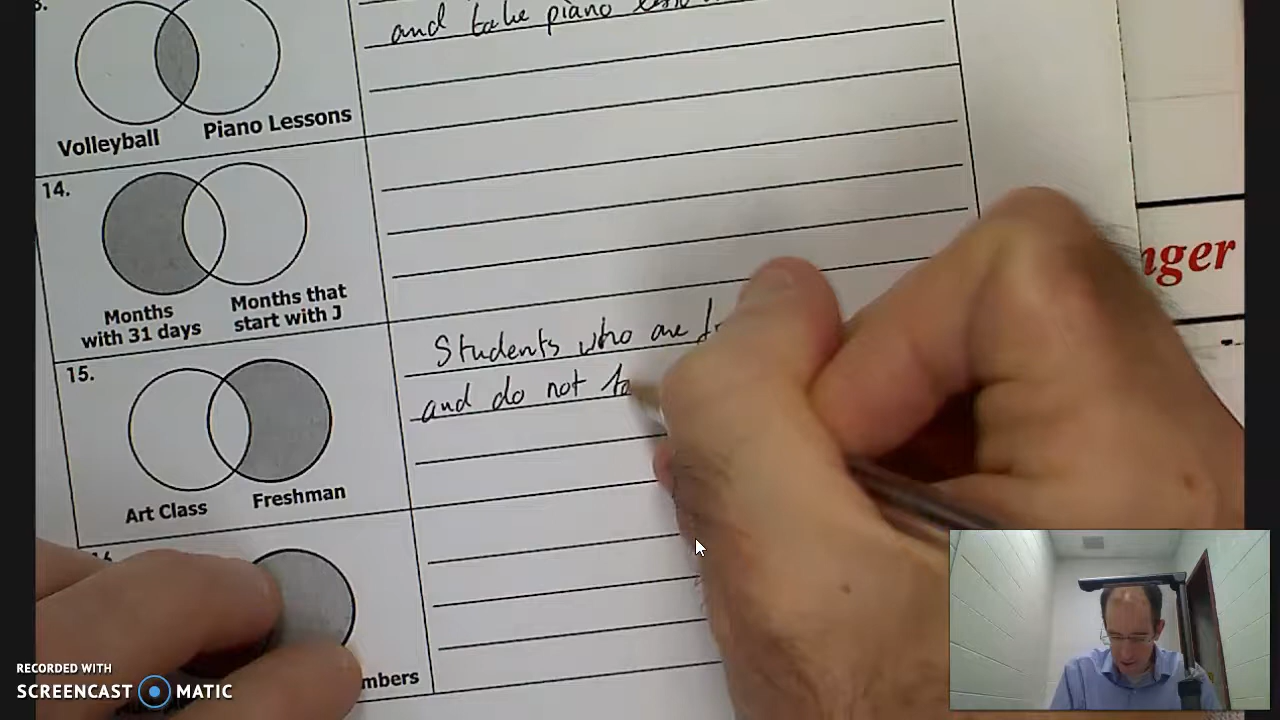 and take piano
Volleyball
Piano Lessons
14.
Months
with 31 days
Months that
start with J
15.
Students who are
and do not
Art Class
Freshman
nger
mbers
RECORDED WITH
SCREENCAST MATIC